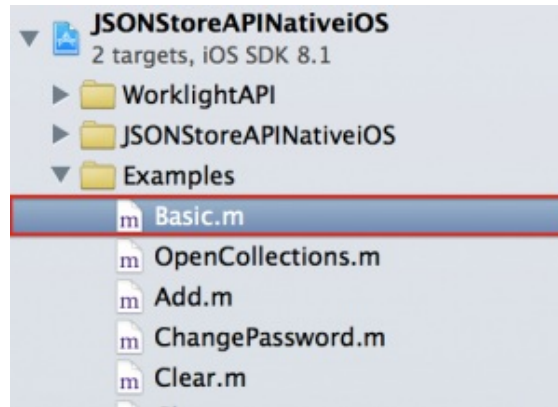 JSONStoreAPINativeiOS
2 targets, iOS SDK 8.1
WorklightAPI
JSONStoreAPINativeiOS
Examples
m Basic.m
m OpenCollections.m
m Add.m
m ChangePassword.m
m Clear.m